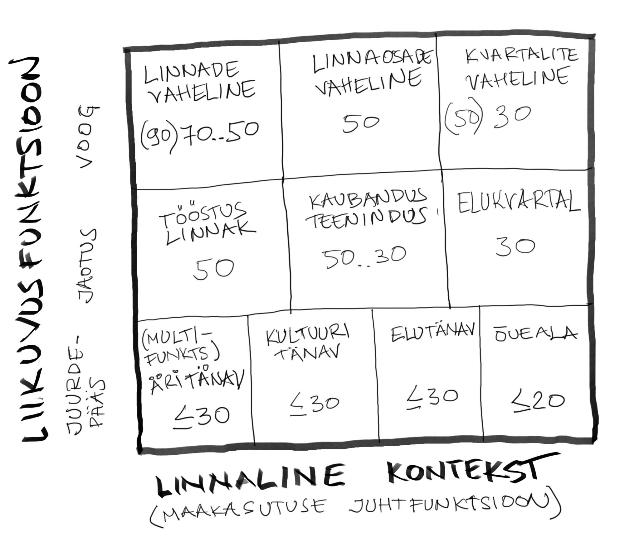 LIIKUVUSFUNKTSIOON
VOOG
JAOTUS
JUURDE-
PÄÄS
LINNADE
VAHELINE
(90) 70..50
LINNAOSADE
VAHELINE
50
KVARTALITE
VAHELINE
(50) 30
TÖÖSTUS
LINNAK
50
KAUBANDUS
TEENINDUS
50..30
ELUKVARTAL
30
(MULTI-
FUNKTS)
ÄRITÄNAV
≤30
KULTUURI
TÄNAV
≤30
ELUTÄNAV
≤30
ÕUEALA
≤20
LINNALINE KONTEKST
(MAAKASUTUSE JUHTFUNKTSIOON)